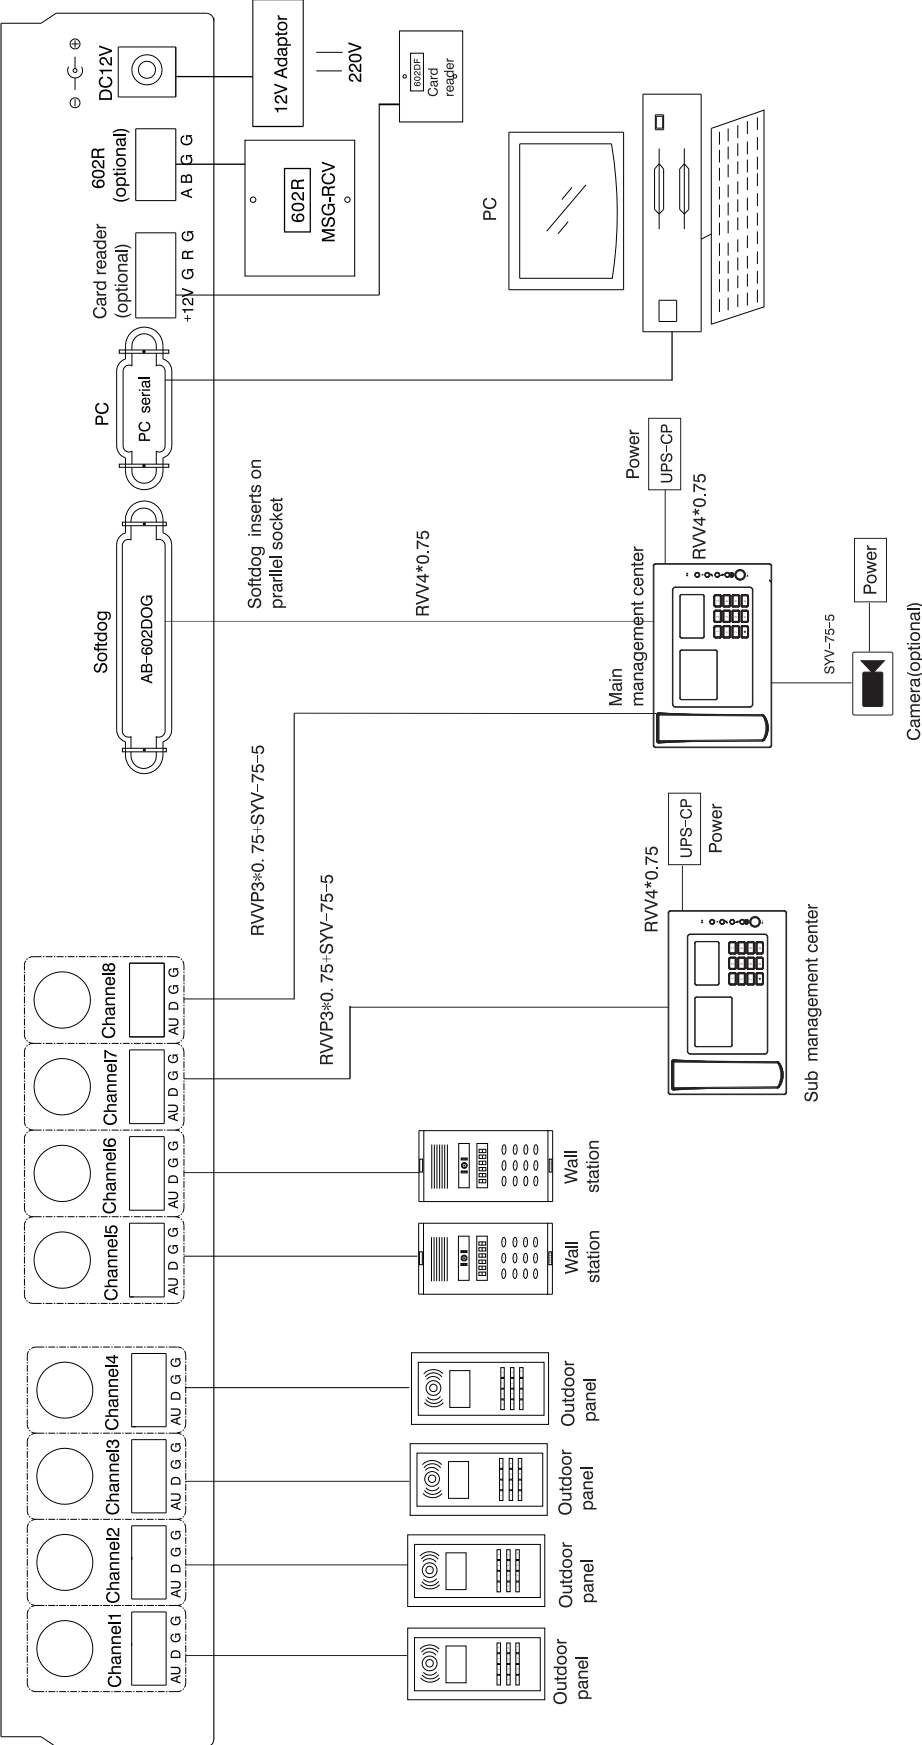 Channel1
AU D G G
Channel2
AU D G G
Channel3
AU D G G
Channel4
AU D G G
Channel5
AU D G G
Channel6
AU D G G
Channel7
AU D G G
Channel8
AU D G G
Softdog
AB-602DOG
PC
PC serial
Card reader
(optional)
+12V G R G
602R
(optional)
A B G G
DC12V
⊖ ⊕
12V Adaptor
220V
602R
MSG-RCV
602DF
Card
reader
Softdog inserts on
prarllel socket
RVVP3*0. 75+SYV-75-5
RVVP3*0. 75+SYV-75-5
RVV4*0.75
PC
Outdoor
panel
Outdoor
panel
Outdoor
panel
Outdoor
panel
Wall
station
Wall
station
Sub management center
RVV4*0.75
UPS-CP
Power
Main
management center
Power
UPS-CP
RVV4*0.75
SYV-75-5
Power
Camera(optional)